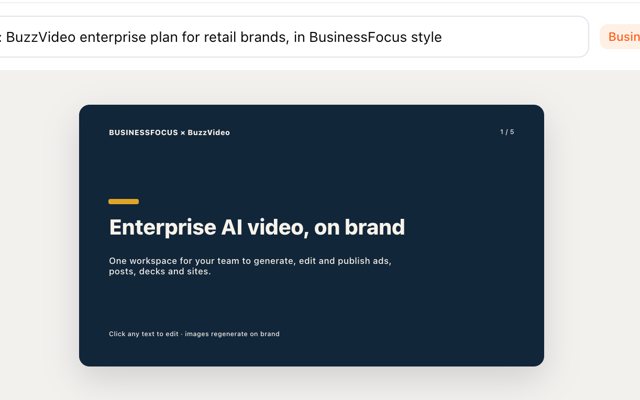 : BuzzVideo enterprise plan for retail brands, in BusinessFocus style
Busin
BUSINESSFOCUS × BuzzVideo
1 / 5
Enterprise AI video, on brand
One workspace for your team to generate, edit and publish ads,
posts, decks and sites.
Click any text to edit · images regenerate on brand